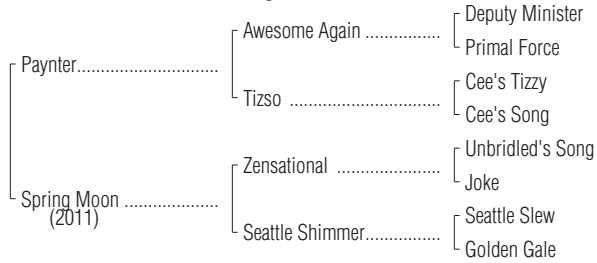 Deputy Minister
Awesome Again ................
Primal Force
Paynter.............................
Cee's Tizzy
Tizso ................................
Cee's Song
Unbridled's Song
Zensational ......................
Joke
Spring Moon ...................
(2011)
Seattle Slew
Seattle Shimmer................
Golden Gale